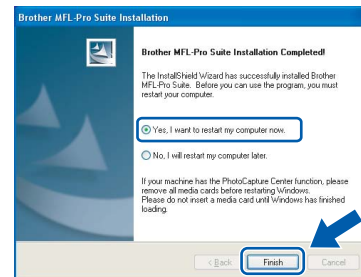 Brother MFL-Pro Suite Installation
Brother MFL-Pro Suite Installation Completed!
The InstallShield Wizard has successfully installed Brother
MFL-Pro Suite. Before you can use the program, you must
restart your computer.
Yes, I want to restart my computer now.
No, I will restart my computer later.
If your machine has the PhotoCapture Center function, please
remove all media cards before restarting Windows.
Please do not insert a media card until Windows has finished
loading.
< Back Finish Cancel